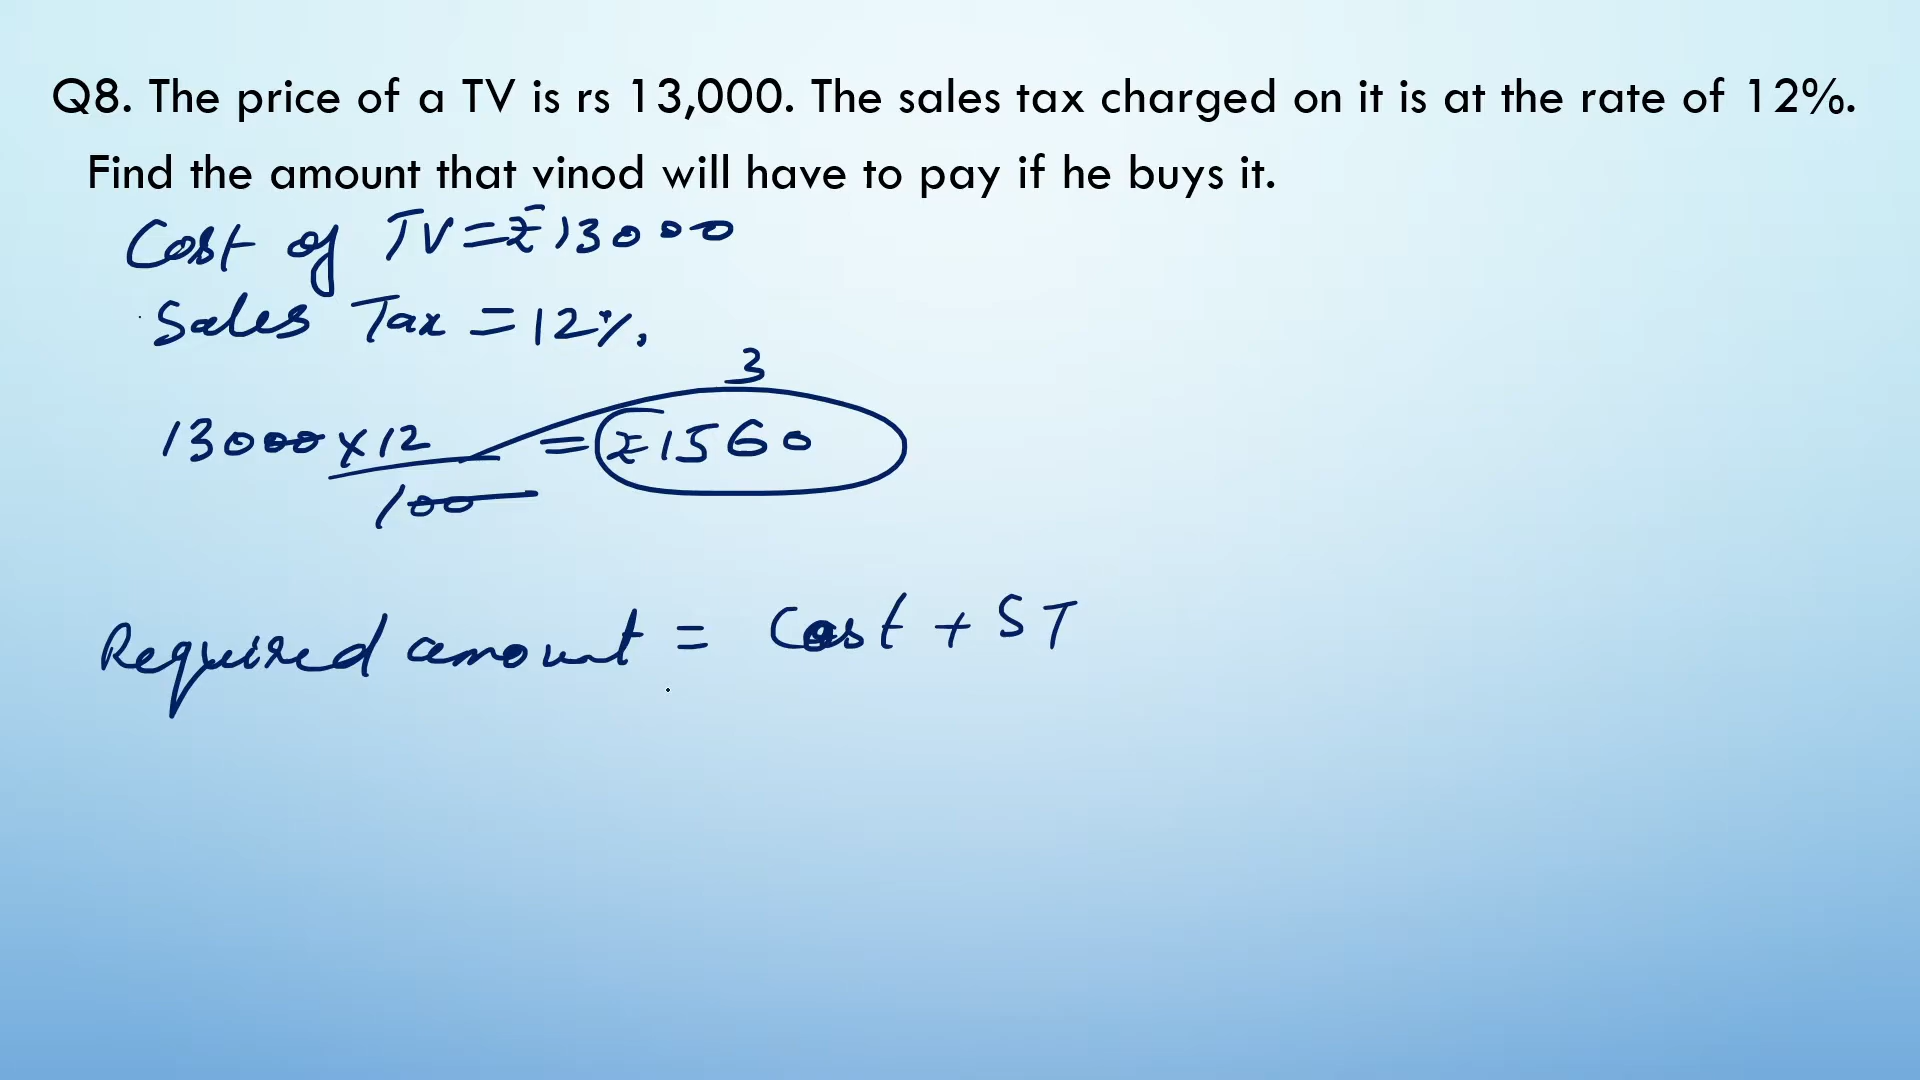 Q8. The price of a TV is rs 13,000. The sales tax charged on it is at the rate of 12%.
Find the amount that vinod will have to pay if he buys it.
Cost of TV = ₹13000
Sales Tax = 12%.
3
13000 x 12 = ₹1560
100
Required amount = Cost + ST